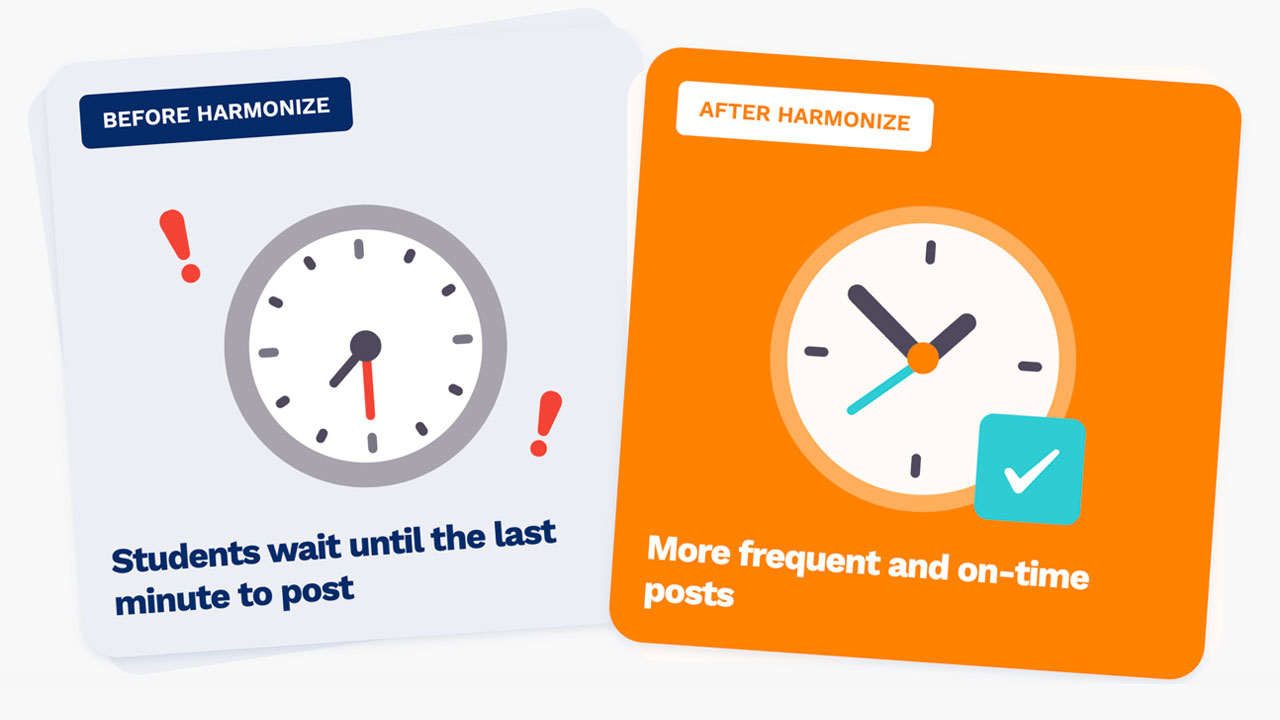 BEFORE HARMONIZE
Students wait until the last
minute to post
AFTER HARMONIZE
More frequent and on-time
posts